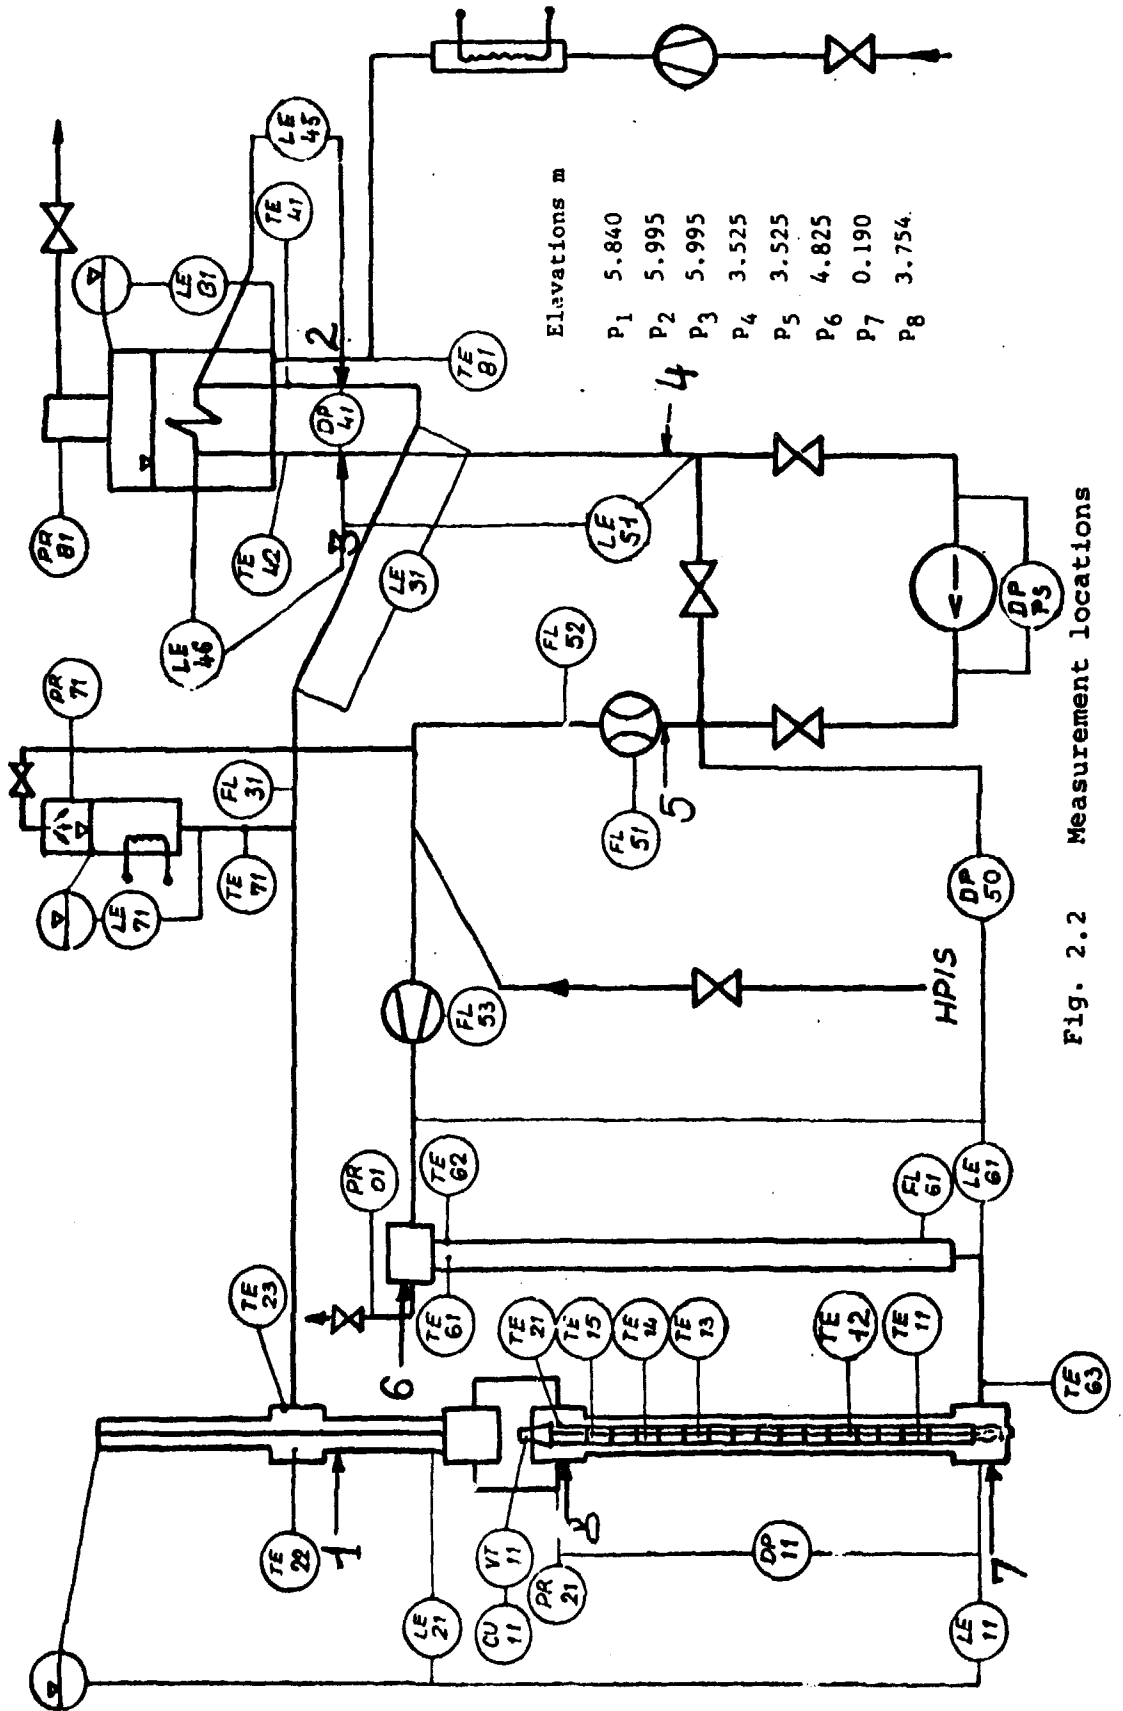 PR 81
LE 81
LE 45
TE 41
2
DP 41
TE 81
TE 42
3
LE 46
LE 31
LE 51
4
PR 71
LE 71
TE 71
FL 31
FL 52
FL 51
5
DP PS
DP 50
FL 53
HPIS
PR 01
TE 62
TE 61
6
FL 61
LE 61
TE 23
TE 22
1
LE 21
VT 11
CU 11
PR 21
8
DP 11
TE 21
TE 15
TE 14
TE 13
TE 12
TE 11
7
LE 11
TE 63
Elevations m
P1 5.840
P2 5.995
P3 5.995
P4 3.525
P5 3.525
P6 4.825
P7 0.190
P8 3.754
Fig. 2.2 Measurement locations